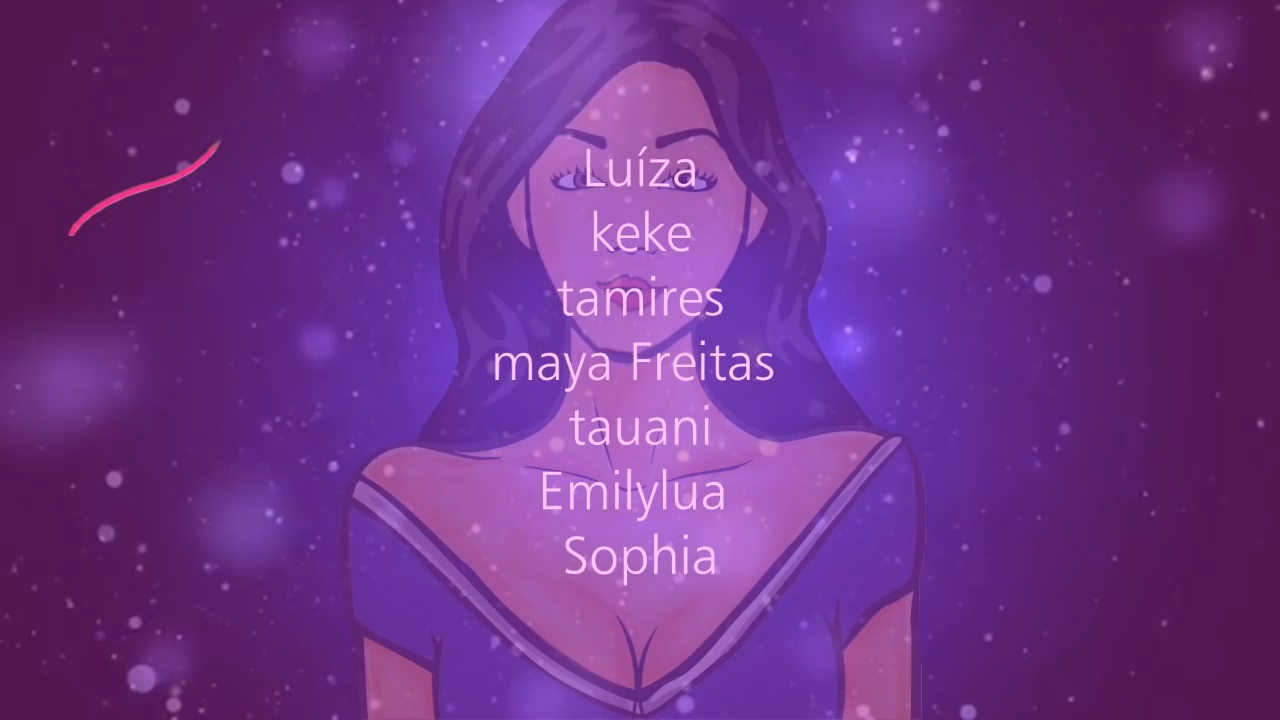 Luíza
keke
tamires
maya Freitas
tauani
Emilylua
Sophia